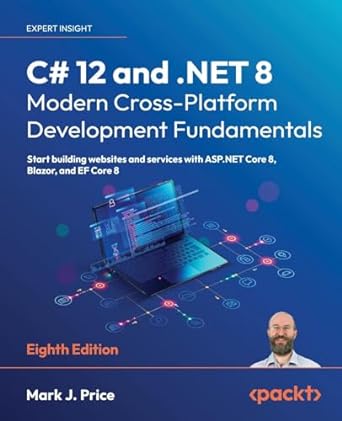 EXPERT INSIGHT
C# 12 and .NET 8
Modern Cross-Platform
Development Fundamentals
Start building websites and services with ASP.NET Core 8,
Blazor, and EF Core 8
Eighth Edition
Mark J. Price
<packt>